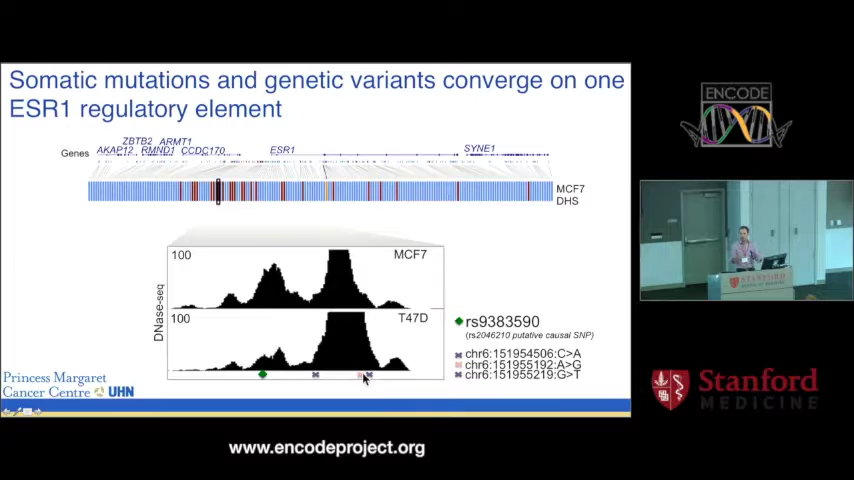 Somatic mutations and genetic variants converge on one
ESR1 regulatory element
ZBTB2 ARMT1
Genes AKAP12 RMND1 CCDC170 ESR1 SYNE1
MCF7
DHS
100 MCF7
100 T47D
DNase-seq
rs9383590
(rs2046210 putative causal SNP)
chr6:151954506:C>A
chr6:151955192:A>G
chr6:151955219:G>T
Princess Margaret
Cancer Centre UHN
ENCODE
STANFORD
Stanford
MEDICINE
www.encodeproject.org